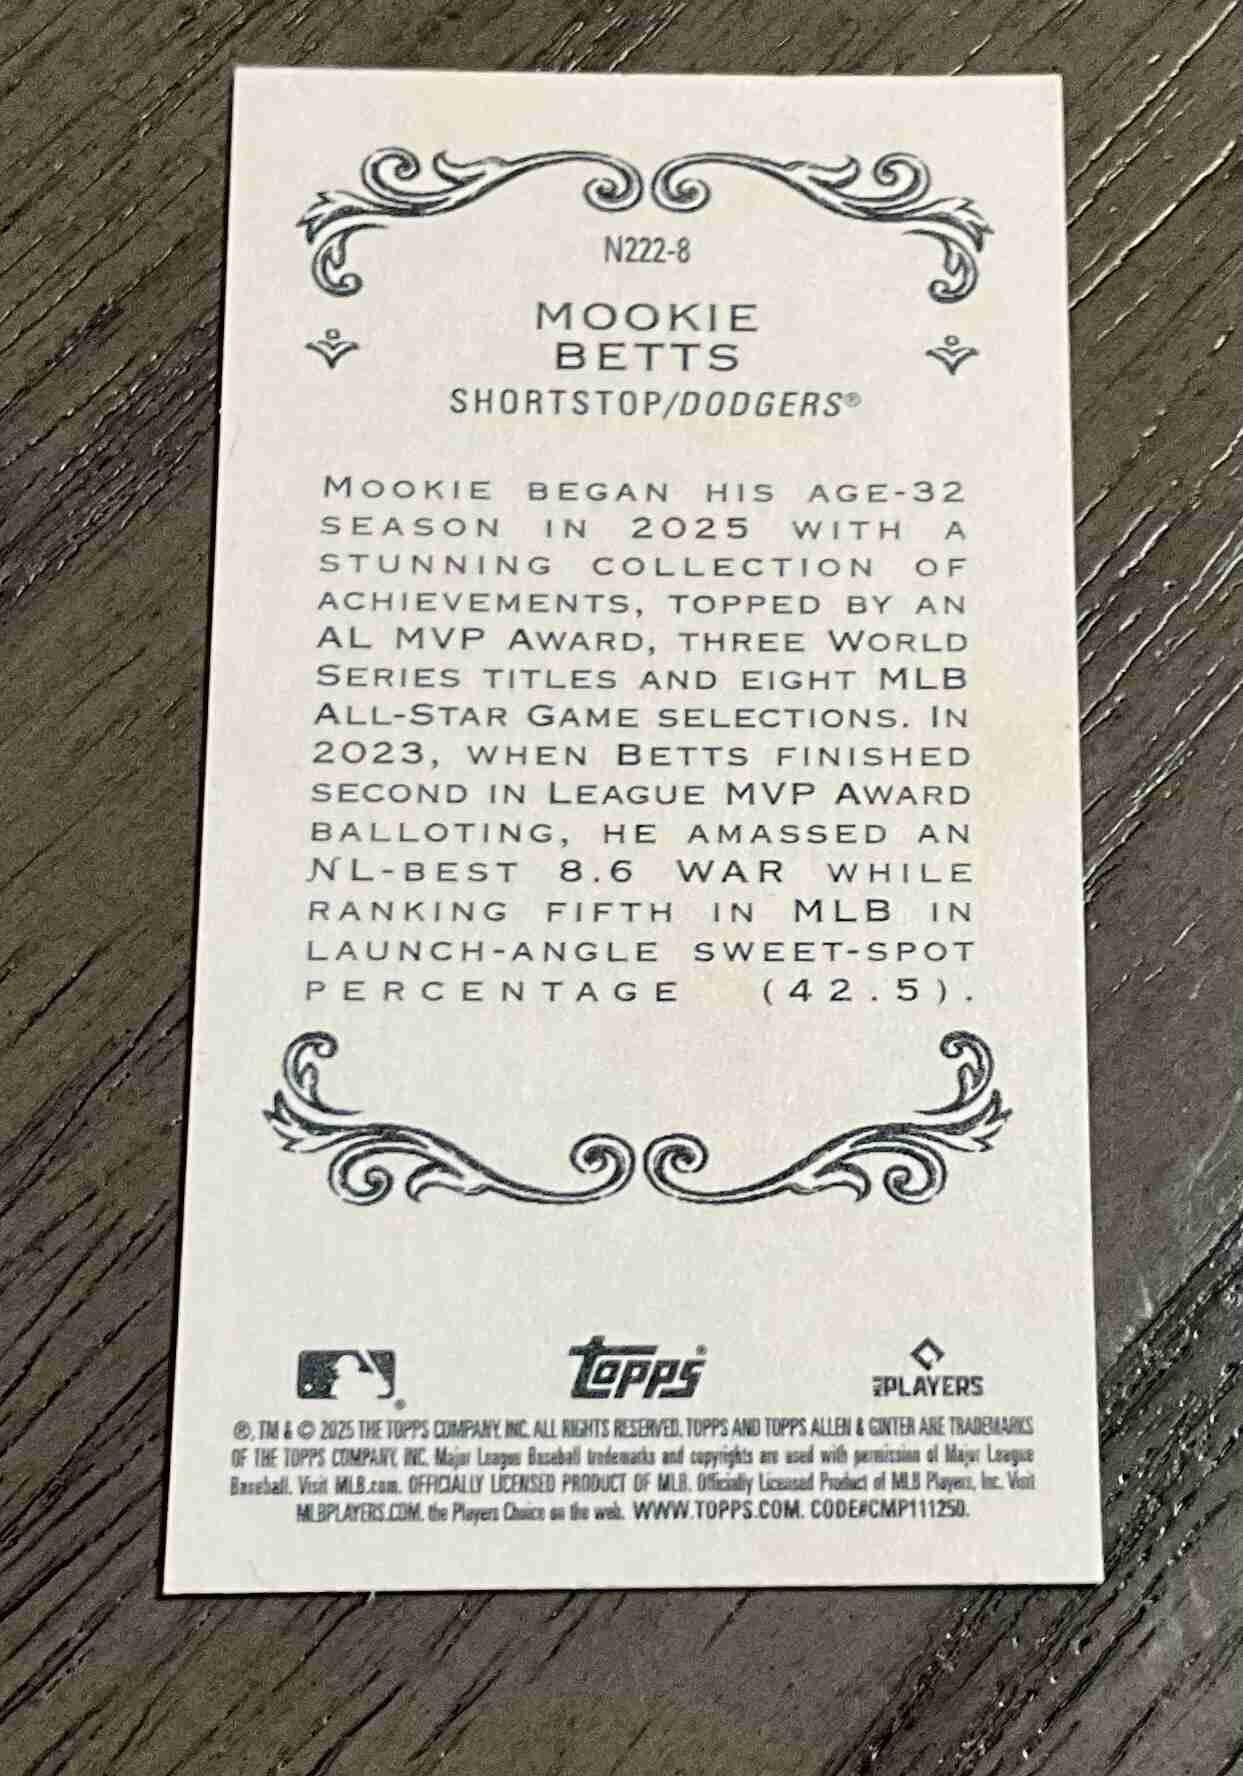 N222-8
MOOKIE
BETTS
SHORTSTOP/DODGERS®
MOOKIE BEGAN HIS AGE-32
SEASON IN 2025 WITH A
STUNNING COLLECTION OF
ACHIEVEMENTS, TOPPED BY AN
AL MVP AWARD, THREE WORLD
SERIES TITLES AND EIGHT MLB
ALL-STAR GAME SELECTIONS. IN
2023, WHEN BETTS FINISHED
SECOND IN LEAGUE MVP AWARD
BALLOTING, HE AMASSED AN
NL-BEST 8.6 WAR WHILE
RANKING FIFTH IN MLB IN
LAUNCH-ANGLE SWEET-SPOT
PERCENTAGE (42.5).
Topps®
MLB PLAYERS
®, TM & © 2025 THE TOPPS COMPANY, INC. ALL RIGHTS RESERVED. TOPPS AND TOPPS ALLEN & GINTER ARE TRADEMARKS
OF THE TOPPS COMPANY, INC. Major League Baseball trademarks and copyrights are used with permission of Major League
Baseball. Visit MLB.com. OFFICIALLY LICENSED PRODUCT OF MLB. Officially Licensed Product of MLB Players, Inc. Visit
MLBPLAYERS.COM, the Players Choice on the web. WWW.TOPPS.COM. CODE#CMP111250.